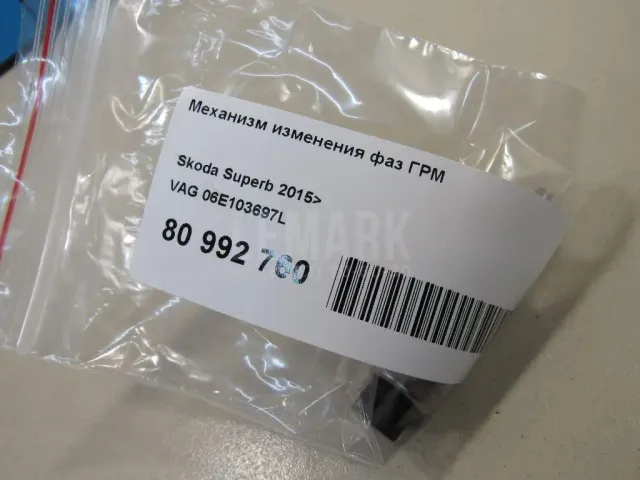 Механизм изменения фаз ГРМ
Skoda Superb 2015>
VAG 06E103697L
80 992 760